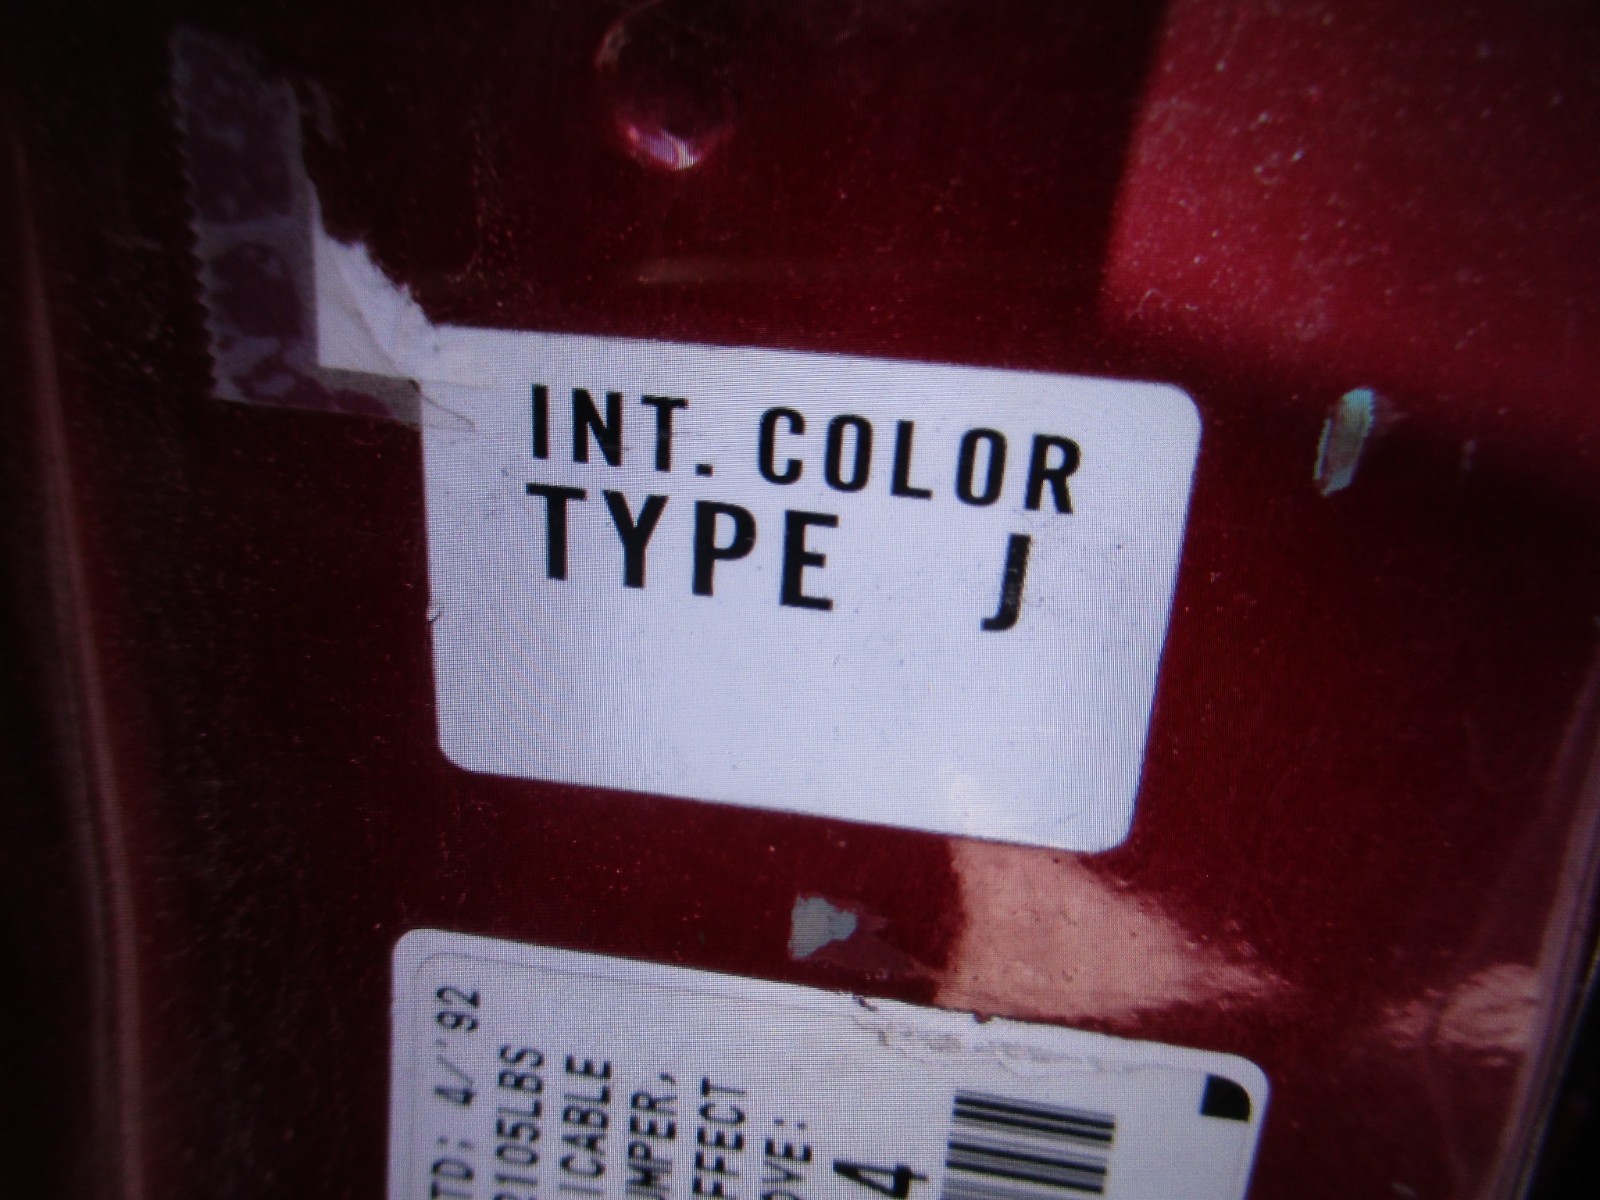 INT. COLOR
TYPE J
TD: 4/'92
2105LBS
ICABLE
UMPER,
FFECT
OVE:
4